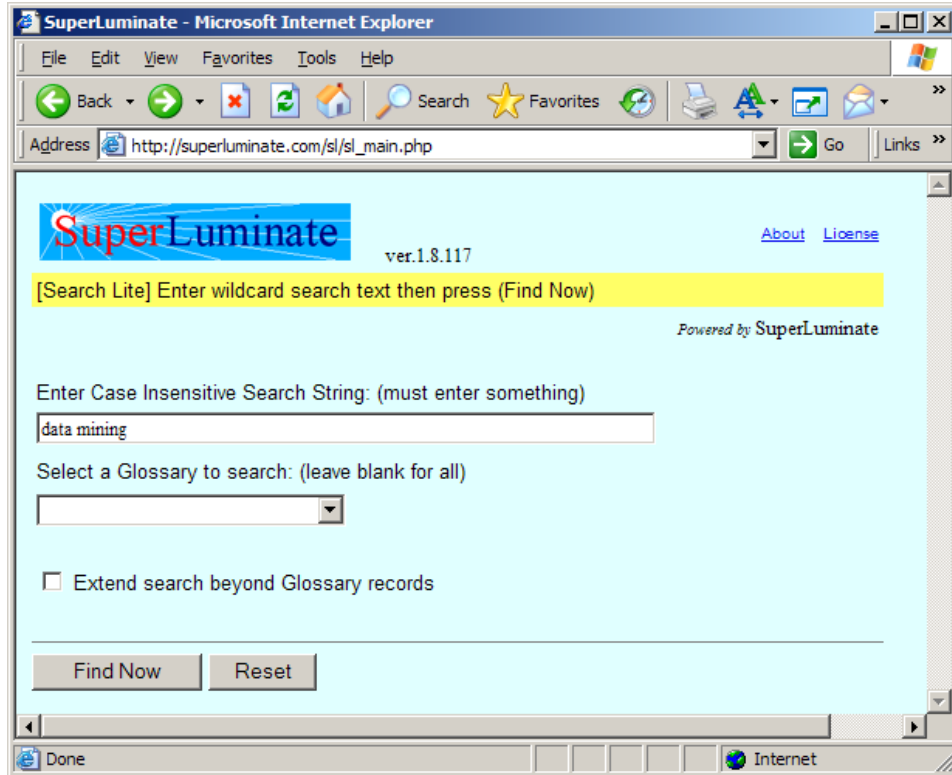 SuperLuminate - Microsoft Internet Explorer
File Edit View Favorites Tools Help
Back Search Favorites »
Address http://superluminate.com/sl/sl_main.php Go Links »
SuperLuminate ver.1.8.117 About License
[Search Lite] Enter wildcard search text then press (Find Now)
Powered by SuperLuminate
Enter Case Insensitive Search String: (must enter something)
data mining
Select a Glossary to search: (leave blank for all)
Extend search beyond Glossary records
Find Now Reset
Done Internet